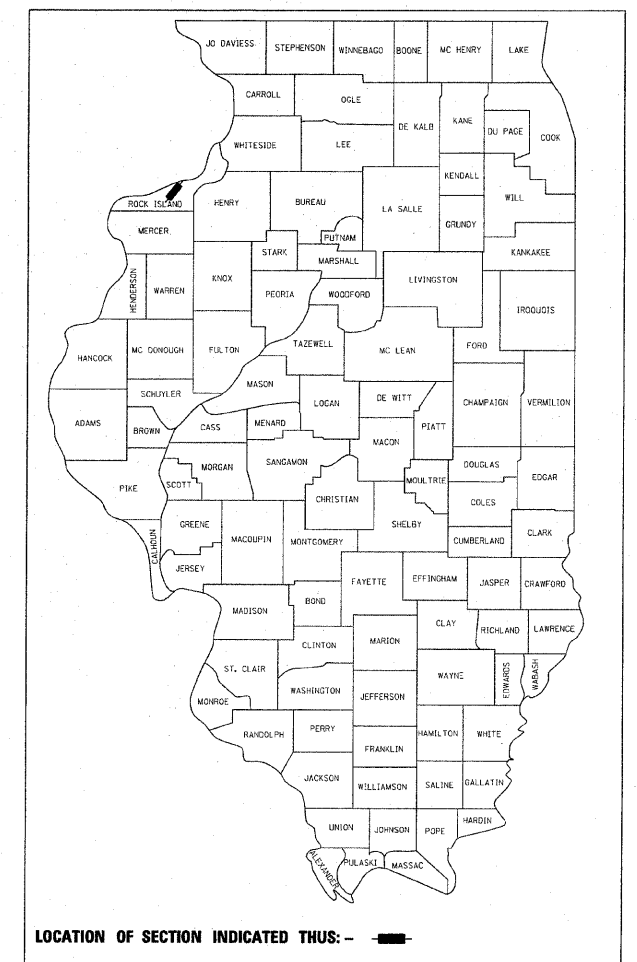 JO DAVIESS
STEPHENSON
WINNEBAGO
BOONE
MC HENRY
LAKE
CARROLL
OGLE
DE KALB
KANE
DU PAGE
COOK
WHITESIDE
LEE
KENDALL
WILL
ROCK ISLAND
HENRY
BUREAU
LA SALLE
GRUNDY
MERCER
PUTNAM
STARK
MARSHALL
KANKAKEE
HENDERSON
WARREN
KNOX
PEORIA
WOODFORD
LIVINGSTON
IROQUOIS
HANCOCK
MC DONOUGH
FULTON
TAZEWELL
MC LEAN
FORD
MASON
SCHUYLER
LOGAN
DE WITT
CHAMPAIGN
VERMILION
ADAMS
BROWN
CASS
MENARD
MACON
PIATT
PIKE
SCOTT
MORGAN
SANGAMON
CHRISTIAN
MOULTRIE
DOUGLAS
EDGAR
COLES
GREENE
CALHOUN
JERSEY
MACOUPIN
MONTGOMERY
SHELBY
CUMBERLAND
CLARK
FAYETTE
EFFINGHAM
JASPER
CRAWFORD
MADISON
BOND
CLAY
RICHLAND
LAWRENCE
CLINTON
MARION
ST. CLAIR
WAYNE
EDWARDS
WABASH
WASHINGTON
JEFFERSON
MONROE
RANDOLPH
PERRY
HAMILTON
WHITE
FRANKLIN
JACKSON
WILLIAMSON
SALINE
GALLATIN
UNION
JOHNSON
POPE
HARDIN
ALEXANDER
PULASKI
MASSAC
LOCATION OF SECTION INDICATED THUS: -